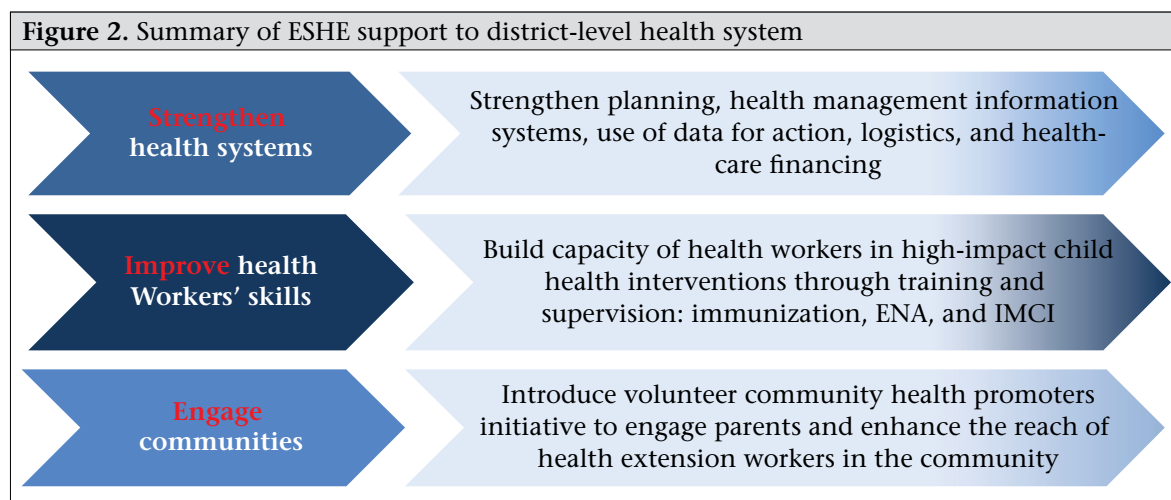 Figure 2. Summary of ESHE support to district-level health system
Strengthen
health systems
Strengthen planning, health management information
systems, use of data for action, logistics, and health-
care financing
Improve health
Workers’ skills
Build capacity of health workers in high-impact child
health interventions through training and
supervision: immunization, ENA, and IMCI
Engage
communities
Introduce volunteer community health promoters
initiative to engage parents and enhance the reach of
health extension workers in the community